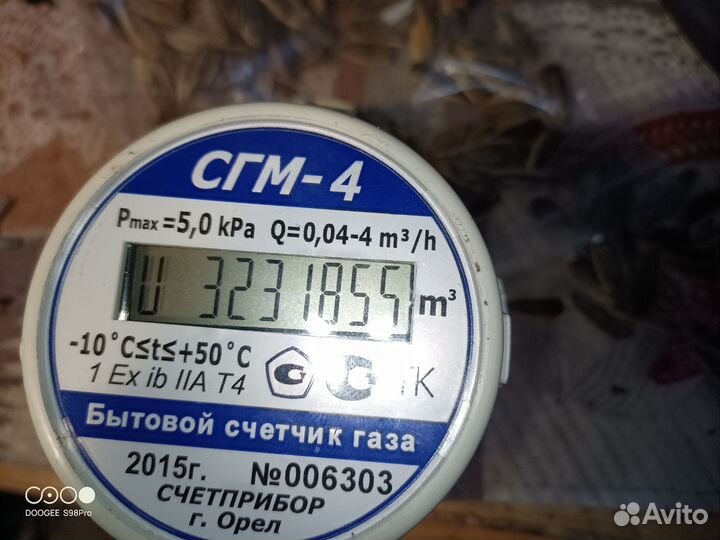 СГМ-4
Pmax=5,0 kPa Q=0,04-4 m³/h
U 3231855 m³
-10°C≤t≤+50°C
1 Ex ib IIA T4 ТК
Бытовой счетчик газа
2015г. №006303
СЧЕТПРИБОР
г. Орел
DOOGEE S98Pro
Avito